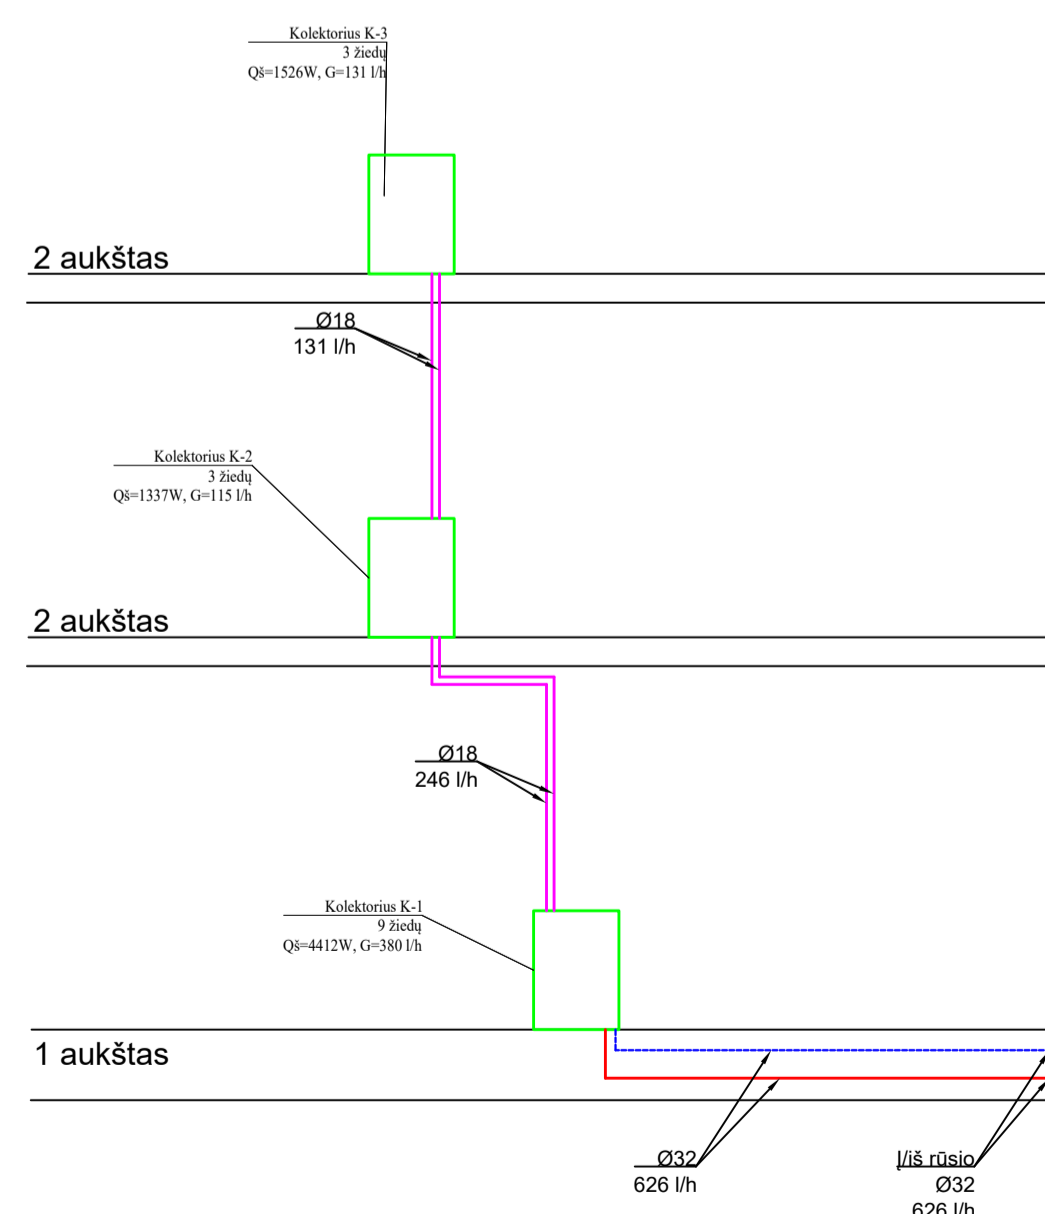 Kolektorius K-3
3 žiedų
Qš=1526W, G=131 l/h
2 aukštas
Ø18
131 l/h
Kolektorius K-2
3 žiedų
Qš=1337W, G=115 l/h
2 aukštas
Ø18
246 l/h
Kolektorius K-1
9 žiedų
Qš=4412W, G=380 l/h
1 aukštas
Ø32
626 l/h
Į/iš rūsio
Ø32
626 l/h